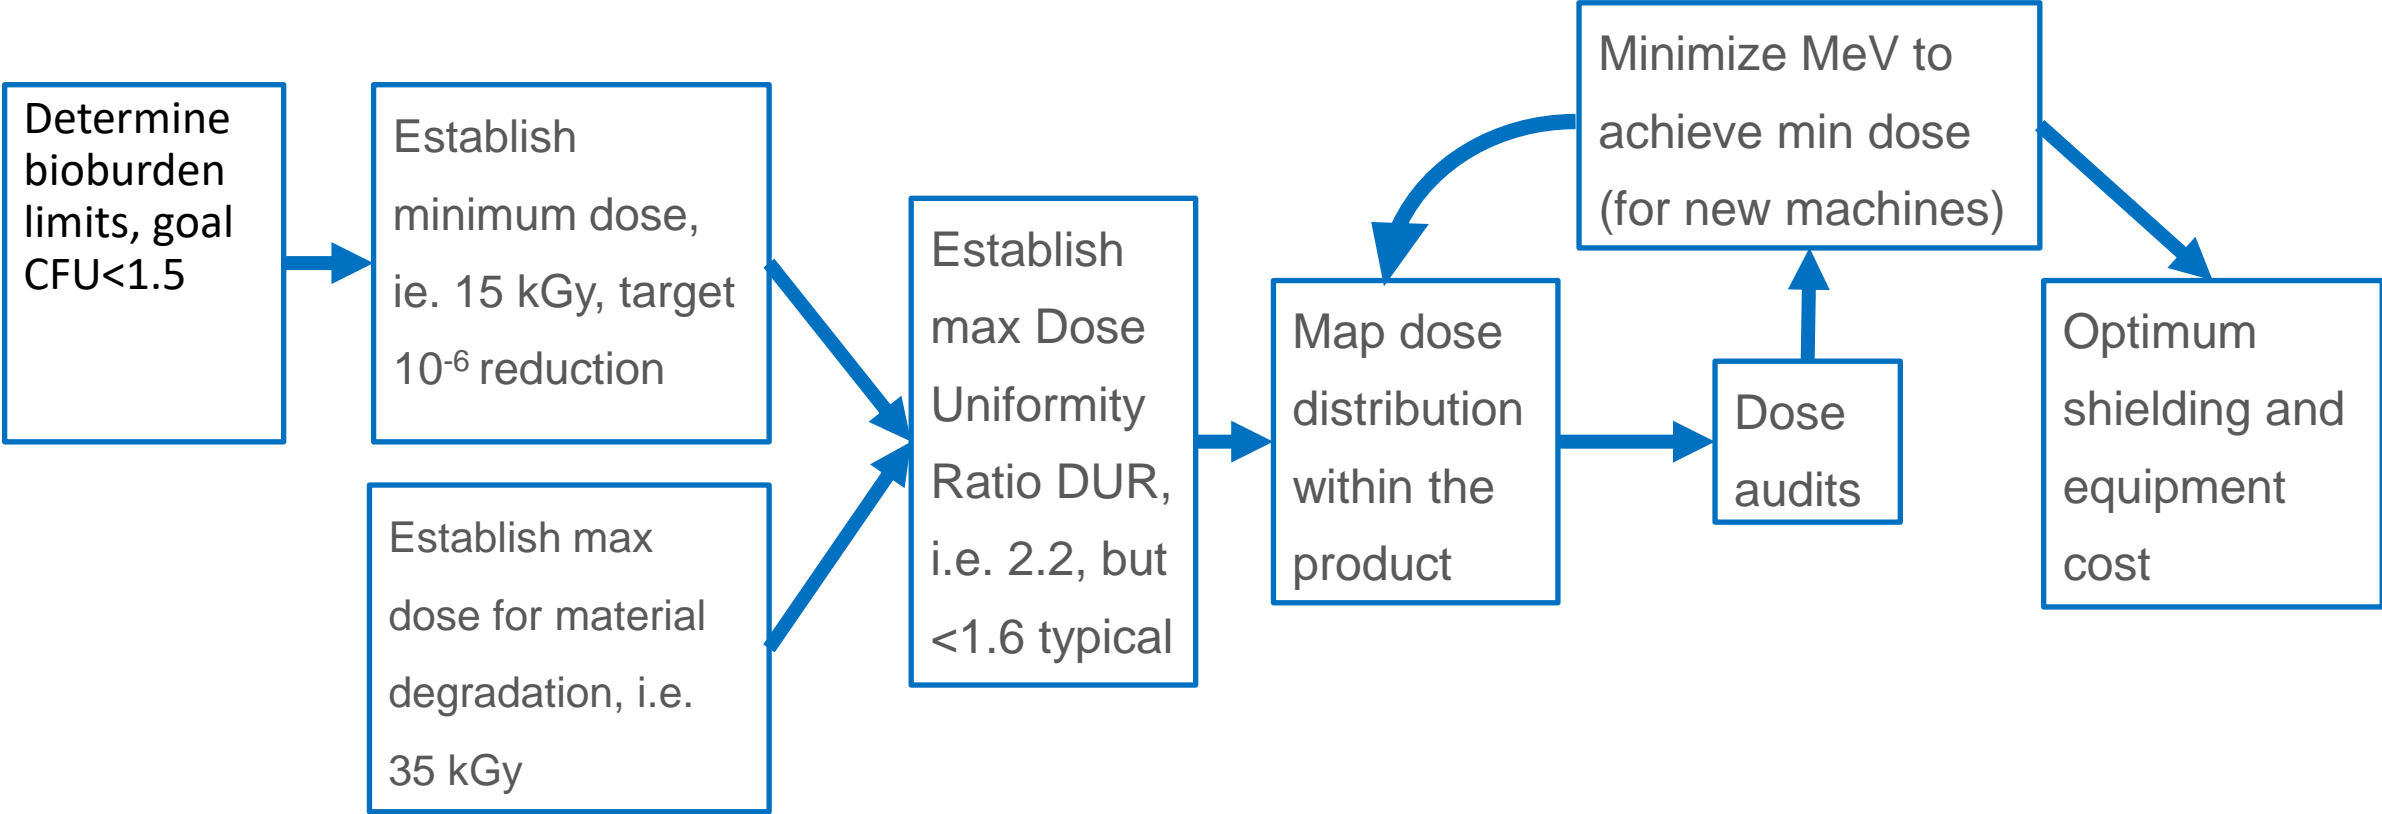 Determine
bioburden
limits, goal
CFU<1.5
Establish
minimum dose,
ie. 15 kGy, target
10⁻⁶ reduction
Establish max
dose for material
degradation, i.e.
35 kGy
Establish
max Dose
Uniformity
Ratio DUR,
i.e. 2.2, but
<1.6 typical
Map dose
distribution
within the
product
Dose
audits
Minimize MeV to
achieve min dose
(for new machines)
Optimum
shielding and
equipment
cost